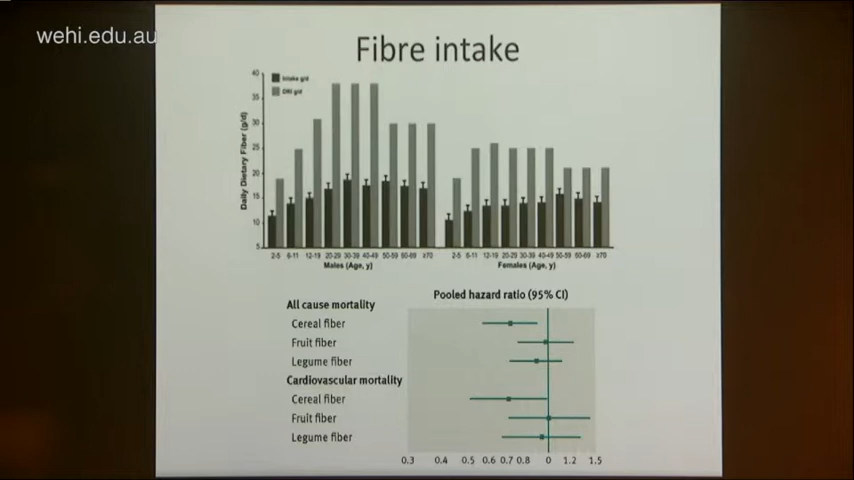 wehi.edu.au
Fibre intake
Intake g/d
DRI g/d
Daily Dietary Fiber (g/d)
40
35
30
25
20
15
10
5
2-5 6-11 12-19 20-29 30-39 40-49 50-59 60-69 ≥70
Males (Age, y)
2-5 6-11 12-19 20-29 30-39 40-49 50-59 60-69 ≥70
Females (Age, y)
Pooled hazard ratio (95% CI)
All cause mortality
Cereal fiber
Fruit fiber
Legume fiber
Cardiovascular mortality
Cereal fiber
Fruit fiber
Legume fiber
0.3 0.4 0.5 0.6 0.7 0.8 0 1.2 1.5